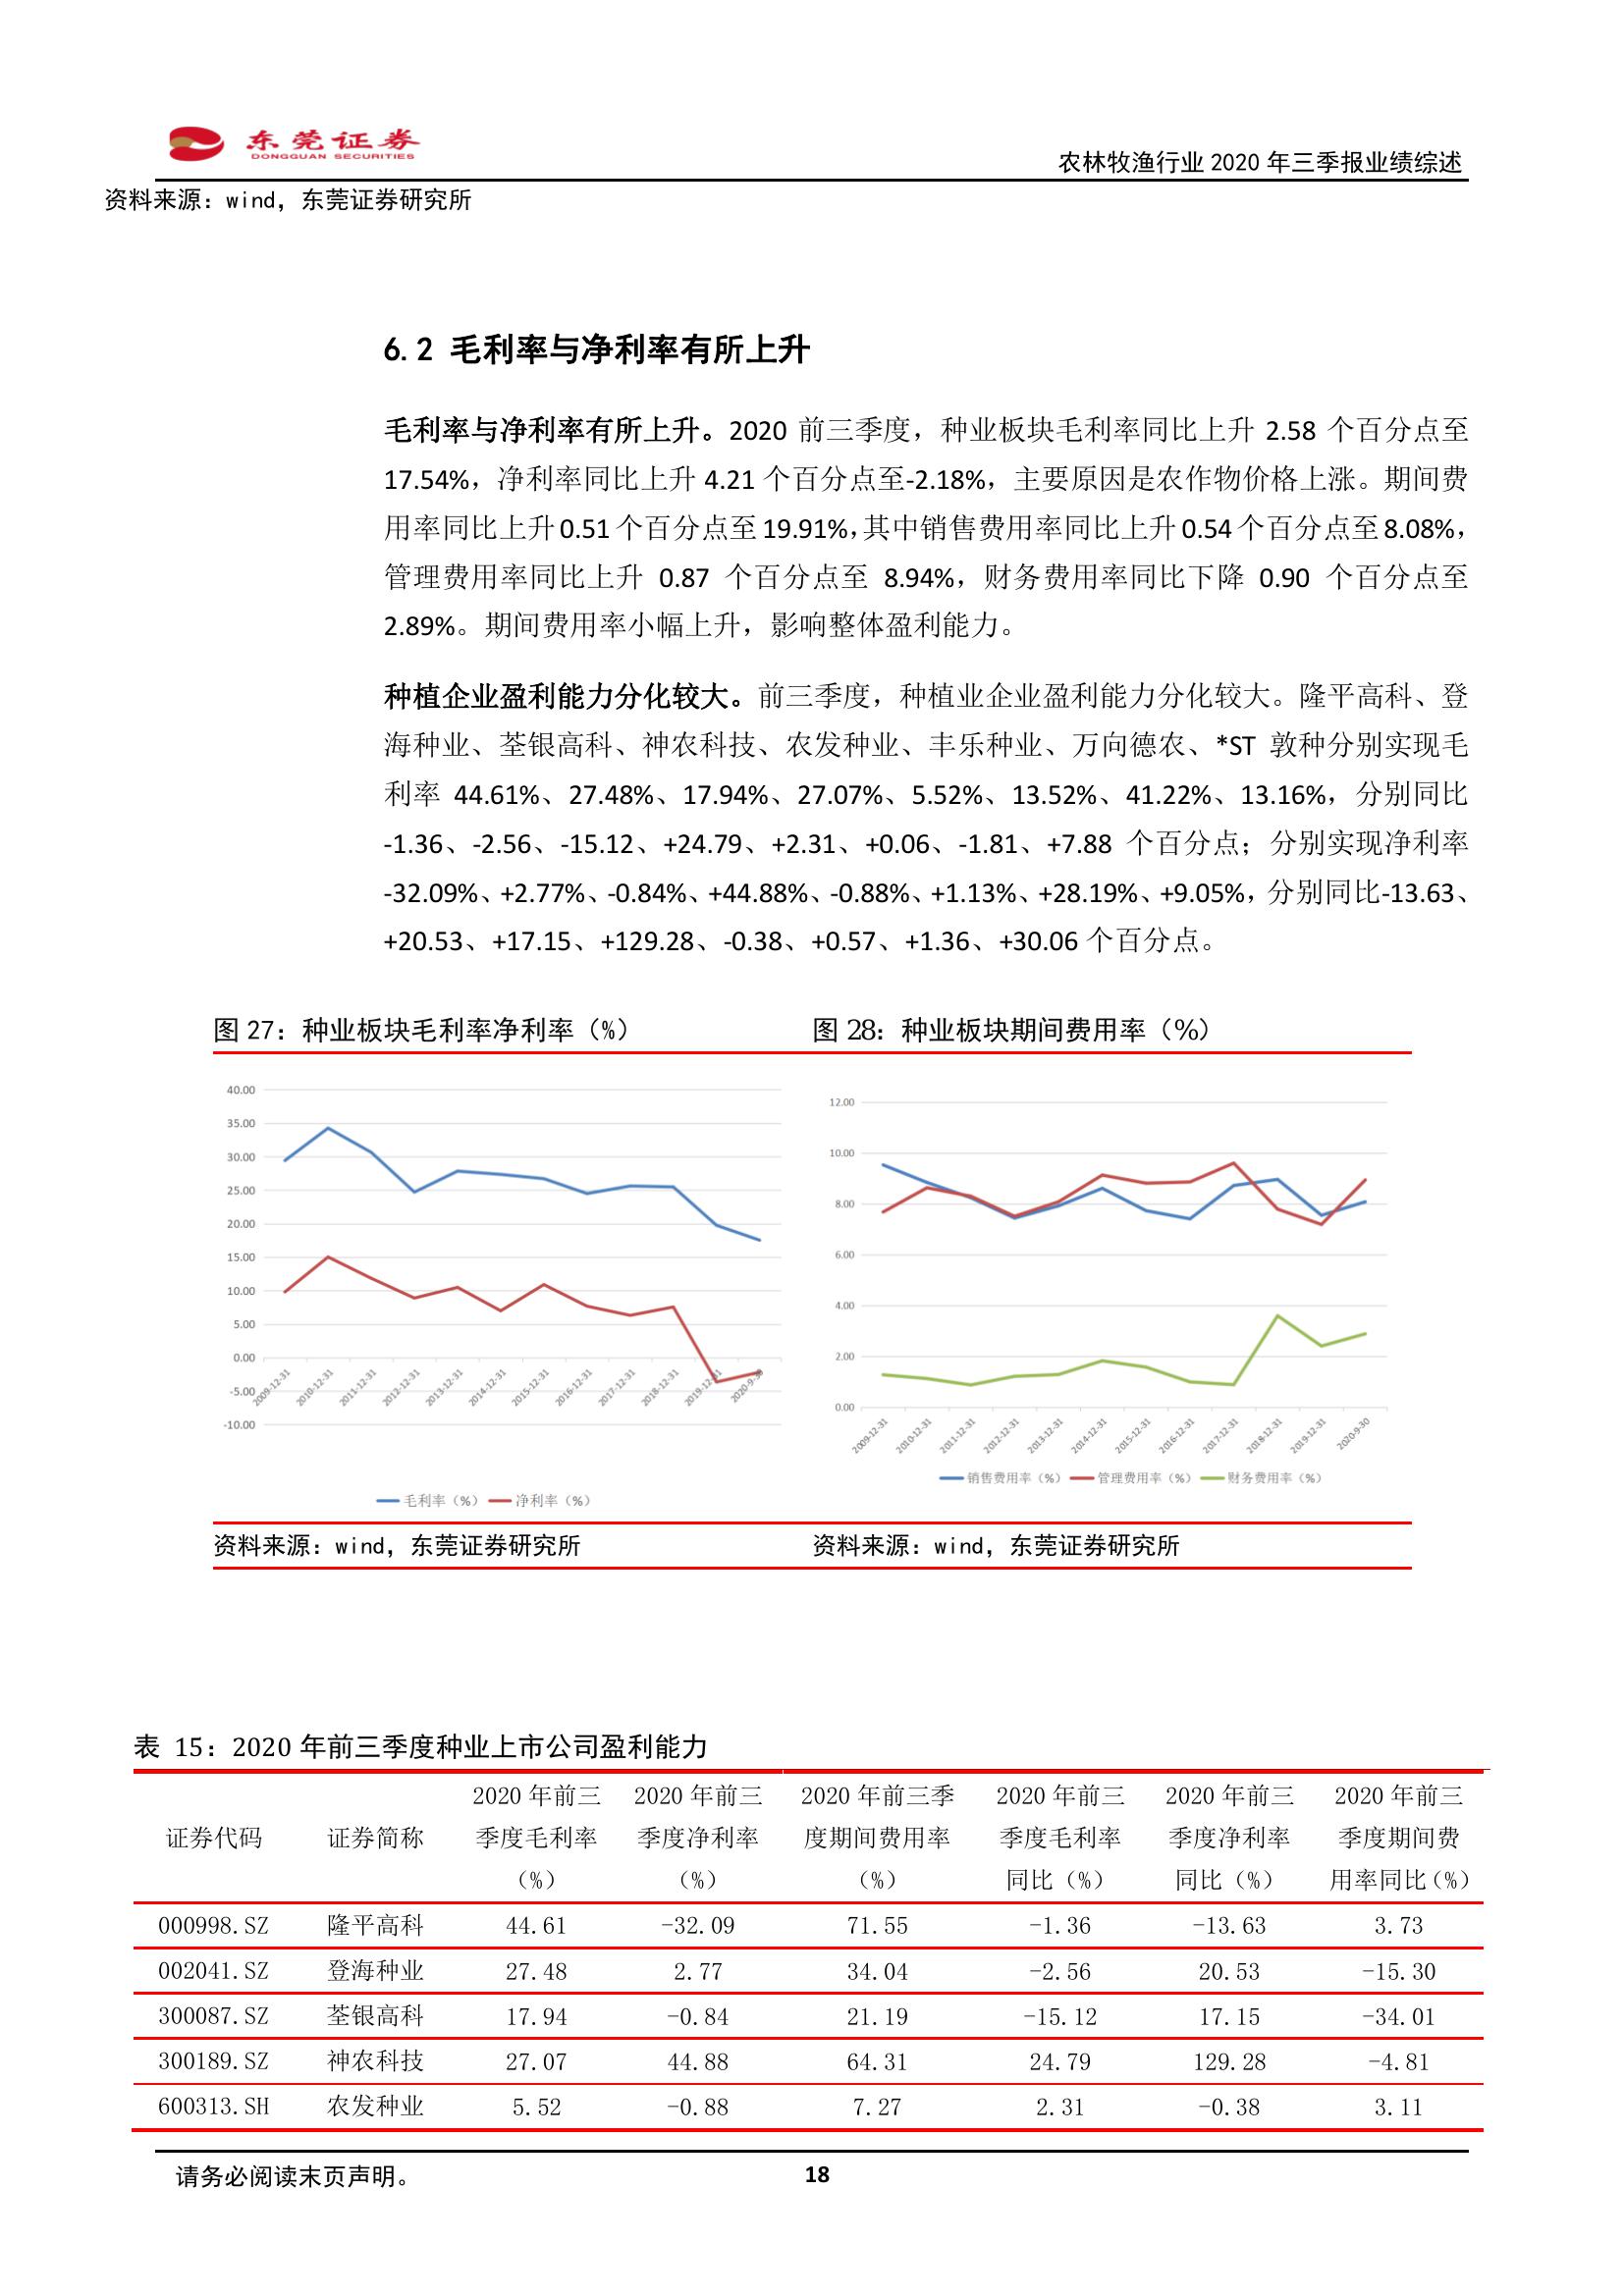 东莞证券
DONGGUAN SECURITIES
农林牧渔行业 2020 年三季报业绩综述
资料来源：wind，东莞证券研究所
6.2 毛利率与净利率有所上升
毛利率与净利率有所上升。2020 前三季度，种业板块毛利率同比上升 2.58 个百分点至
17.54%，净利率同比上升 4.21 个百分点至-2.18%，主要原因是农作物价格上涨。期间费
用率同比上升 0.51 个百分点至 19.91%，其中销售费用率同比上升 0.54 个百分点至 8.08%，
管理费用率同比上升 0.87 个百分点至 8.94%，财务费用率同比下降 0.90 个百分点至
2.89%。期间费用率小幅上升，影响整体盈利能力。
种植企业盈利能力分化较大。前三季度，种植业企业盈利能力分化较大。隆平高科、登
海种业、荃银高科、神农科技、农发种业、丰乐种业、万向德农、*ST 敦种分别实现毛
利率 44.61%、27.48%、17.94%、27.07%、5.52%、13.52%、41.22%、13.16%，分别同比
-1.36、-2.56、-15.12、+24.79、+2.31、+0.06、-1.81、+7.88 个百分点；分别实现净利率
-32.09%、+2.77%、-0.84%、+44.88%、-0.88%、+1.13%、+28.19%、+9.05%，分别同比-13.63、
+20.53、+17.15、+129.28、-0.38、+0.57、+1.36、+30.06 个百分点。
图 27：种业板块毛利率净利率（%）
40.00
35.00
30.00
25.00
20.00
15.00
10.00
5.00
0.00
-5.00
-10.00
2009-12-31 2010-12-31 2011-12-31 2012-12-31 2013-12-31 2014-12-31 2015-12-31 2016-12-31 2017-12-31 2018-12-31 2019-12-31 2020-9-30
毛利率（%） 净利率（%）
图 28：种业板块期间费用率（%）
12.00
10.00
8.00
6.00
4.00
2.00
0.00
2009-12-31 2010-12-31 2011-12-31 2012-12-31 2013-12-31 2014-12-31 2015-12-31 2016-12-31 2017-12-31 2018-12-31 2019-12-31 2020-9-30
销售费用率（%） 管理费用率（%） 财务费用率（%）
资料来源：wind，东莞证券研究所 资料来源：wind，东莞证券研究所
表 15：2020 年前三季度种业上市公司盈利能力
2020 年前三 2020 年前三 2020 年前三季 2020 年前三 2020 年前三 2020 年前三
证券代码 证券简称 季度毛利率 季度净利率 度期间费用率 季度毛利率 季度净利率 季度期间费
（%） （%） （%） 同比（%） 同比（%） 用率同比（%）
000998.SZ 隆平高科 44.61 -32.09 71.55 -1.36 -13.63 3.73
002041.SZ 登海种业 27.48 2.77 34.04 -2.56 20.53 -15.30
300087.SZ 荃银高科 17.94 -0.84 21.19 -15.12 17.15 -34.01
300189.SZ 神农科技 27.07 44.88 64.31 24.79 129.28 -4.81
600313.SH 农发种业 5.52 -0.88 7.27 2.31 -0.38 3.11
请务必阅读末页声明。 18